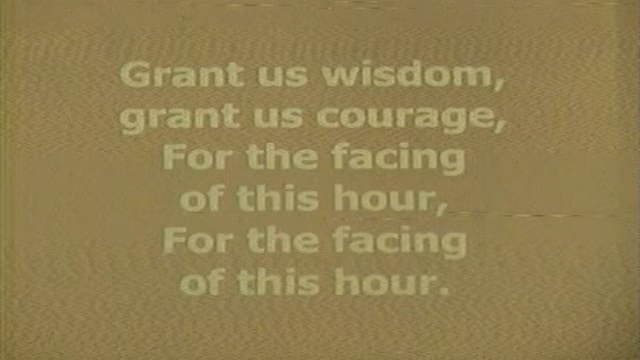 Grant us wisdom,
grant us courage,
For the facing
of this hour,
For the facing
of this hour.